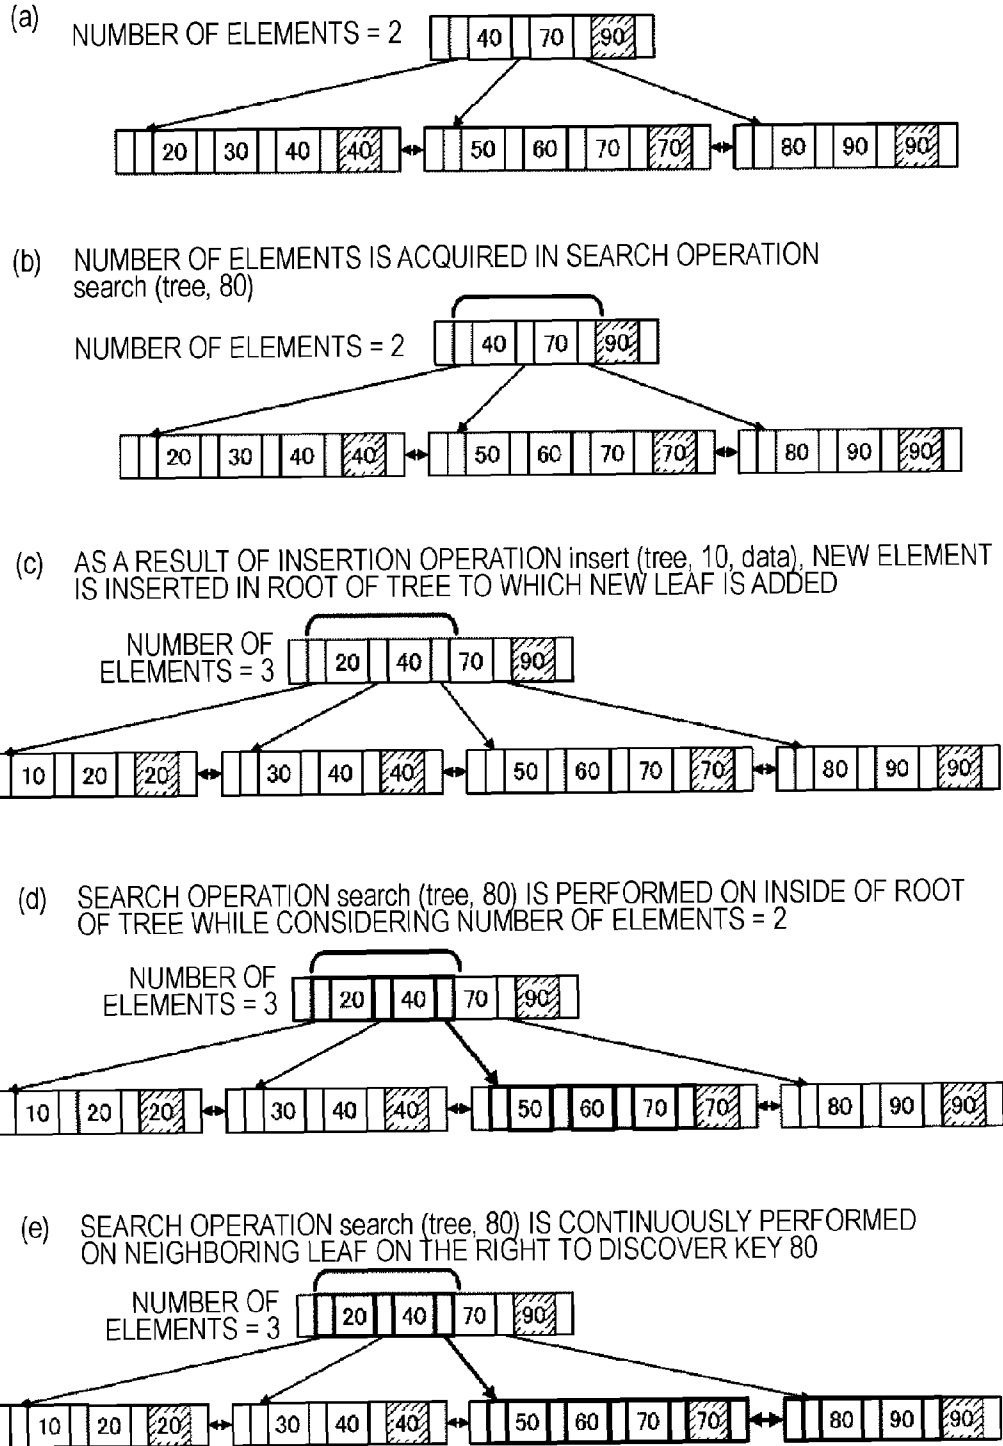 (a)
NUMBER OF ELEMENTS = 2
40 70 90
20 30 40 40 50 60 70 70 80 90 90
(b) NUMBER OF ELEMENTS IS ACQUIRED IN SEARCH OPERATION
search (tree, 80)
NUMBER OF ELEMENTS = 2
40 70 90
20 30 40 40 50 60 70 70 80 90 90
(c) AS A RESULT OF INSERTION OPERATION insert (tree, 10, data), NEW ELEMENT
IS INSERTED IN ROOT OF TREE TO WHICH NEW LEAF IS ADDED
NUMBER OF
ELEMENTS = 3
20 40 70 90
10 20 20 30 40 40 50 60 70 70 80 90 90
(d) SEARCH OPERATION search (tree, 80) IS PERFORMED ON INSIDE OF ROOT
OF TREE WHILE CONSIDERING NUMBER OF ELEMENTS = 2
NUMBER OF
ELEMENTS = 3
20 40 70 90
10 20 20 30 40 40 50 60 70 70 80 90 90
(e) SEARCH OPERATION search (tree, 80) IS CONTINUOUSLY PERFORMED
ON NEIGHBORING LEAF ON THE RIGHT TO DISCOVER KEY 80
NUMBER OF
ELEMENTS = 3
20 40 70 90
10 20 20 30 40 40 50 60 70 70 80 90 90